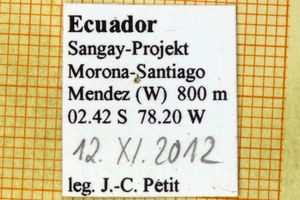 Ecuador
Sangay-Projekt
Morona-Santiago
Mendez (W) 800 m
02.42 S 78.20 W
12. XI. 2012
leg. J.-C. Petit